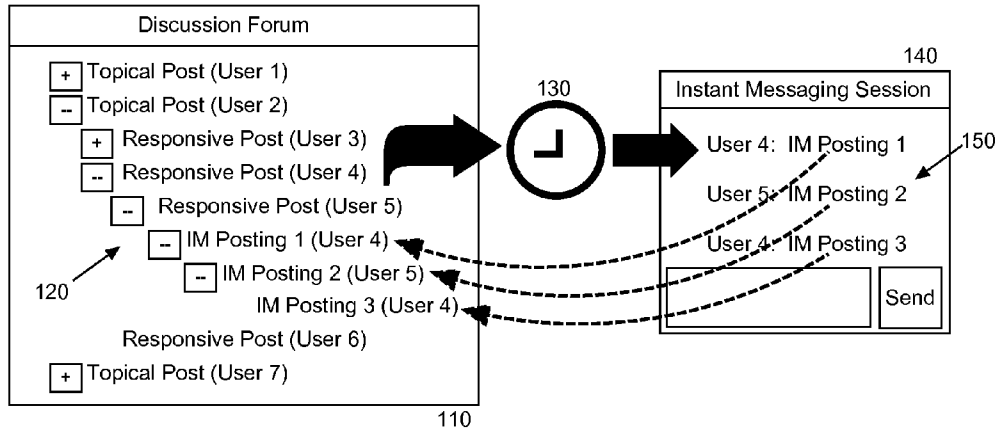 Discussion Forum
+ Topical Post (User 1)
-- Topical Post (User 2)
+ Responsive Post (User 3)
-- Responsive Post (User 4)
-- Responsive Post (User 5)
-- IM Posting 1 (User 4)
-- IM Posting 2 (User 5)
IM Posting 3 (User 4)
Responsive Post (User 6)
+ Topical Post (User 7)
120
110
130
140
Instant Messaging Session
User 4: IM Posting 1
User 5: IM Posting 2
User 4: IM Posting 3
150
Send